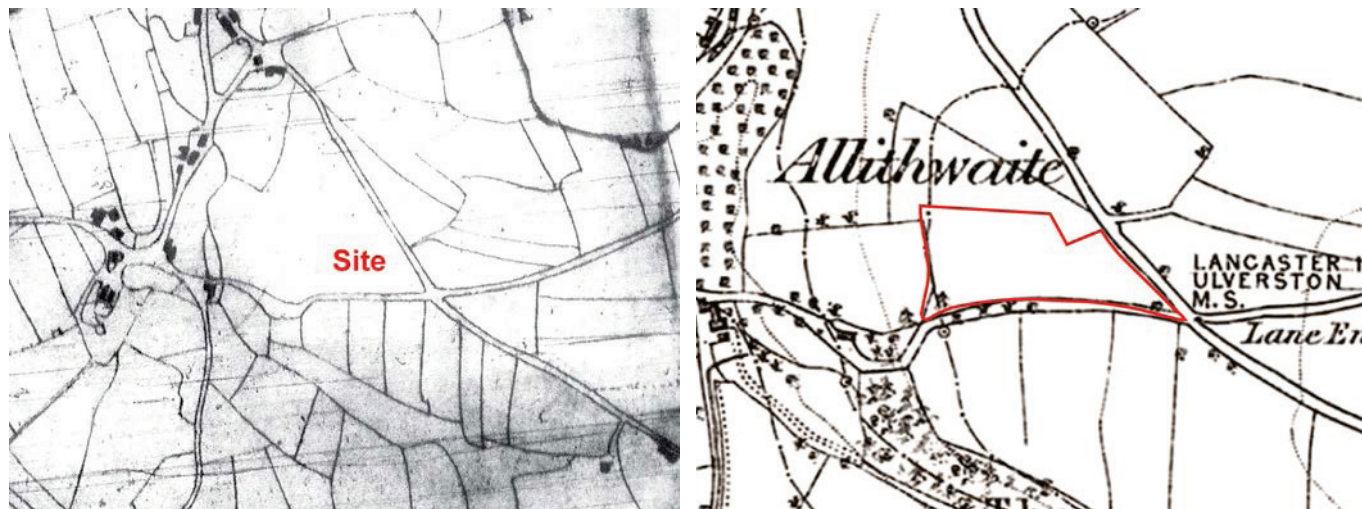 Site
Allithwaite
LANCASTER
ULVERSTON
M.S.
Lane En